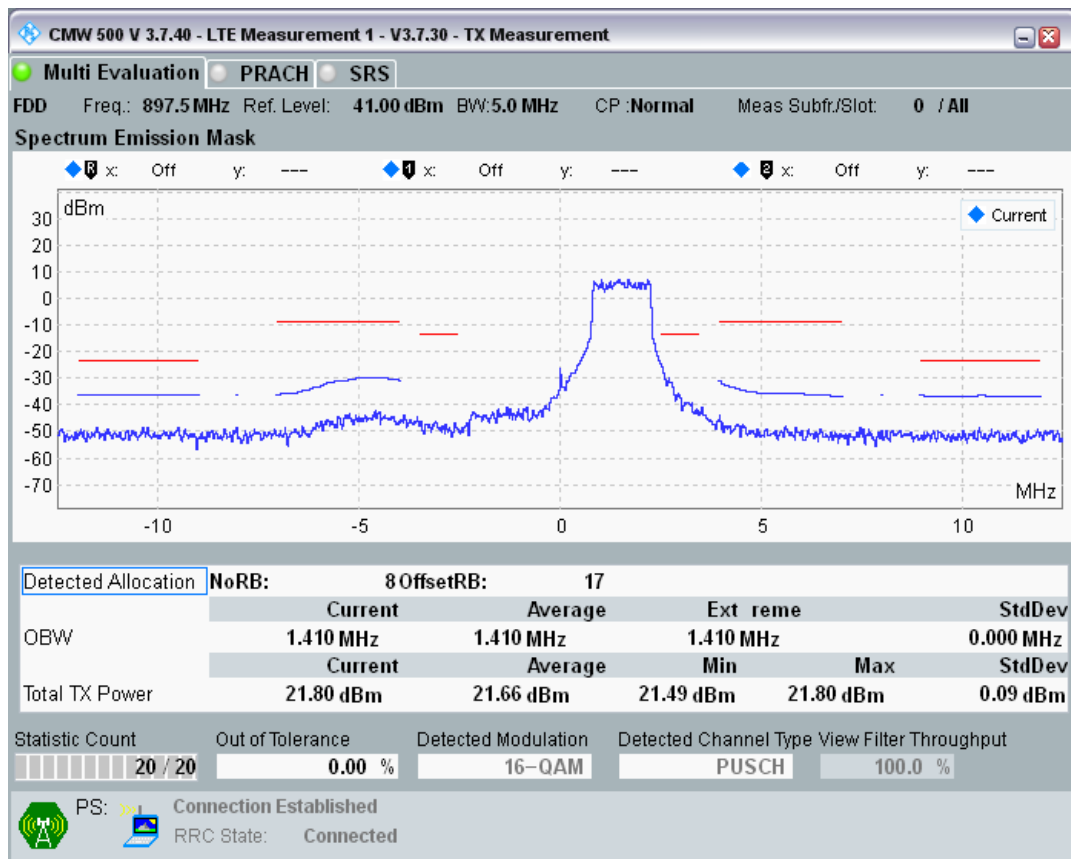 CMW 500 V 3.7.40 - LTE Measurement 1 - V3.7.30 - TX Measurement
Multi Evaluation PRACH SRS
FDD Freq.: 897.5 MHz Ref. Level: 41.00 dBm BW:5.0 MHz CP :Normal Meas Subfr./Slot: 0 / All
Spectrum Emission Mask
R x: Off y: --- 1 x: Off y: --- 2 x: Off y: ---
dBm
Current
30
20
10
0
-10
-20
-30
-40
-50
-60
-70
MHz
-10 -5 0 5 10
Detected Allocation NoRB: 8 OffsetRB: 17
Current Average Ext reme StdDev
OBW 1.410 MHz 1.410 MHz 1.410 MHz 0.000 MHz
Current Average Min Max StdDev
Total TX Power 21.80 dBm 21.66 dBm 21.49 dBm 21.80 dBm 0.09 dBm
Statistic Count Out of Tolerance Detected Modulation Detected Channel Type View Filter Throughput
20 / 20 0.00 % 16-QAM PUSCH 100.0 %
PS: Connection Established
RRC State: Connected